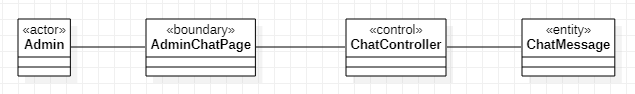 «actor»
Admin
«boundary»
AdminChatPage
«control»
ChatController
«entity»
ChatMessage